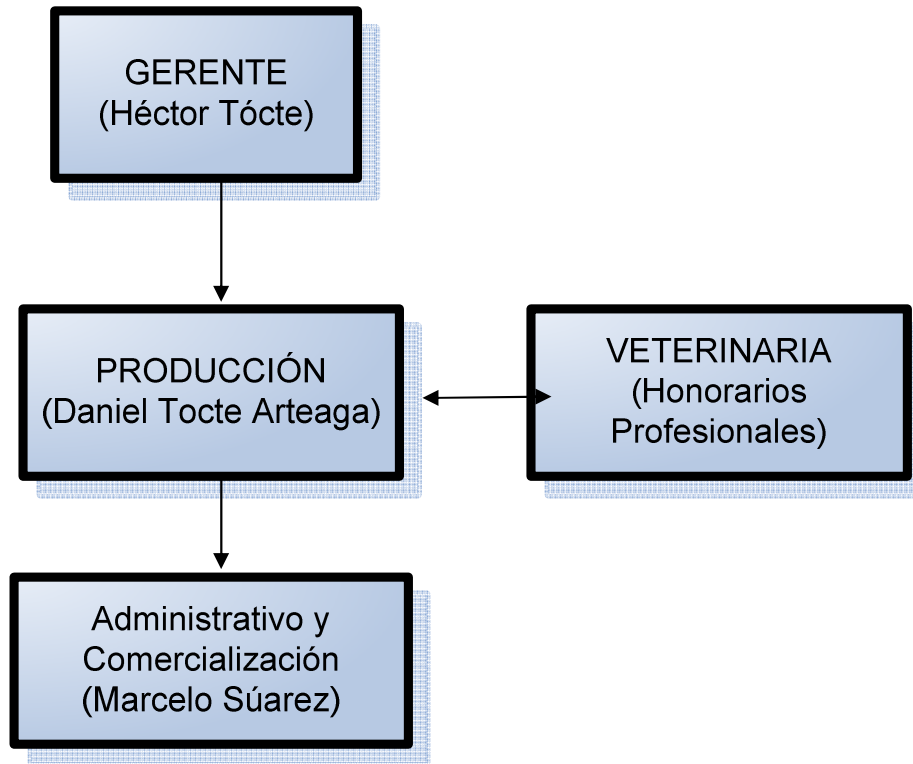 GERENTE
(Héctor Tócte)
PRODUCCIÓN
(Daniel Tocte Arteaga)
VETERINARIA
(Honorarios
Profesionales)
Administrativo y
Comercialización
(Marcelo Súarez)